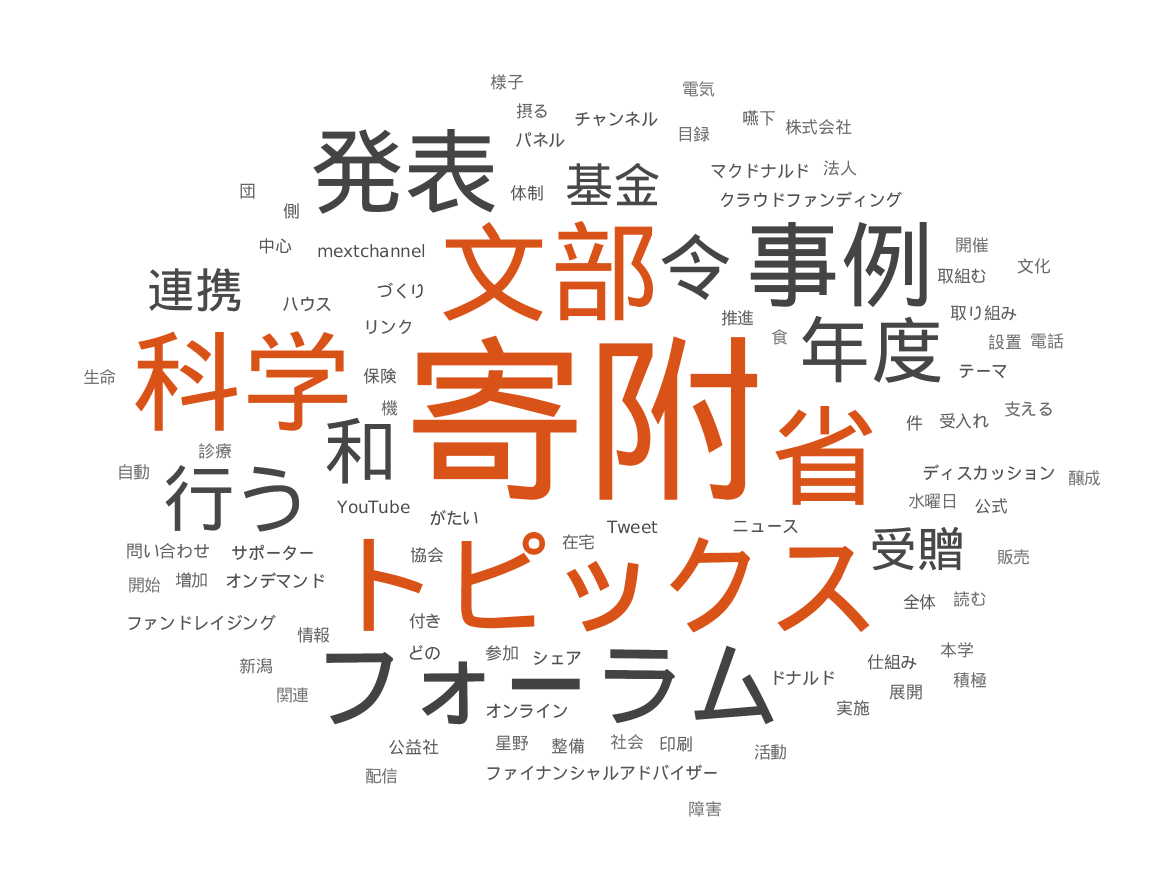 様子
電気
摂る
チャンネル
嚥下
株式会社
パネル
目録
発表
基金
マクドナルド
法人
団
側
体制
クラウドファンディング
中心
mextchannel
文部
令
事例
開催
取組む
文化
連携
ハウス
づくり
リンク
推進
食
年度
取り組み
設置
電話
科学
生命
保険
機
寄附
テーマ
省
件
受入れ
支える
和
診療
自動
行う
YouTube
がたい
Tweet
ニュース
ディスカッション
醸成
水曜日
公式
問い合わせ
サポーター
協会
在宅
受贈
販売
開始
増加
オンデマンド
トピックス
全体
読む
ファンドレイジング
情報
付き
新潟
関連
どの
参加
シェア
フォーラム
ドナルド
仕組み
本学
展開
積極
実施
オンライン
公益社
星野
整備
社会
印刷
活動
配信
ファイナンシャルアドバイザー
障害